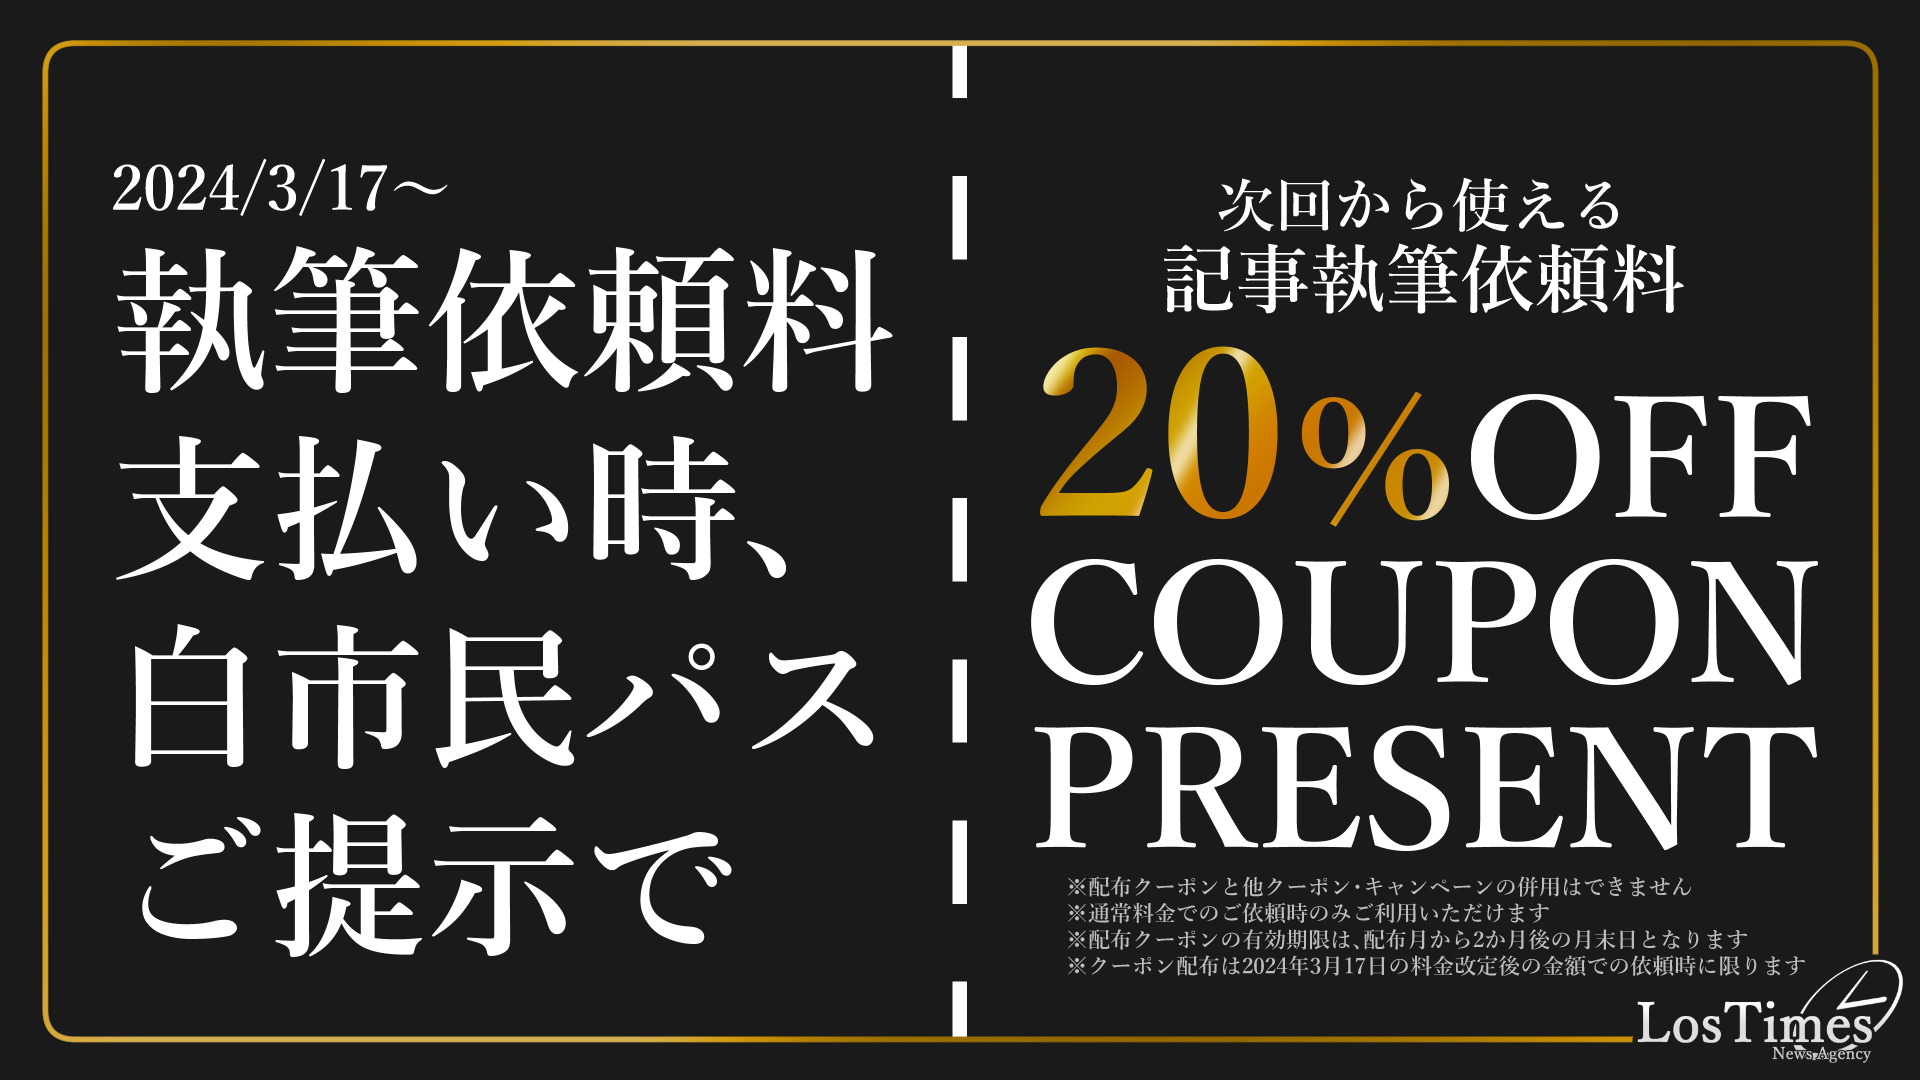 2024/3/17～
執筆依頼料
支払い時、
白市民パス
ご提示で
次回から使える
記事執筆依頼料
20%OFF
COUPON
PRESENT
※配布クーポンと他クーポン・キャンペーンの併用はできません
※通常料金でのご依頼時のみご利用いただけます
※配布クーポンの有効期限は、配布月から2か月後の月末日となります
※クーポン配布は2024年3月17日の料金改定後の金額での依頼時に限ります
LosTimes
News Agency